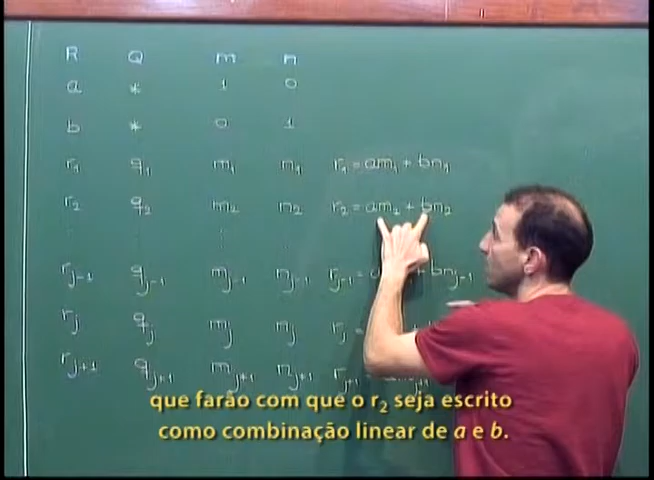 R Q m n
a * 1 0
b * 0 1
r₁ q₁ m₁ n₁ r₁ = am₁ + bn₁
r₂ q₂ m₂ n₂ r₂ = am₂ + bn₂
⋮ ⋮ ⋮ ⋮
rⱼ₋₁ qⱼ₋₁ mⱼ₋₁ nⱼ₋₁ rⱼ₋₁ = a + bnⱼ₋₁
rⱼ qⱼ mⱼ nⱼ rⱼ =
rⱼ₊₁ qⱼ₊₁ mⱼ₊₁ nⱼ₊₁ rⱼ₊₁ =
que farão com que o r₂ seja escrito
como combinação linear de a e b.